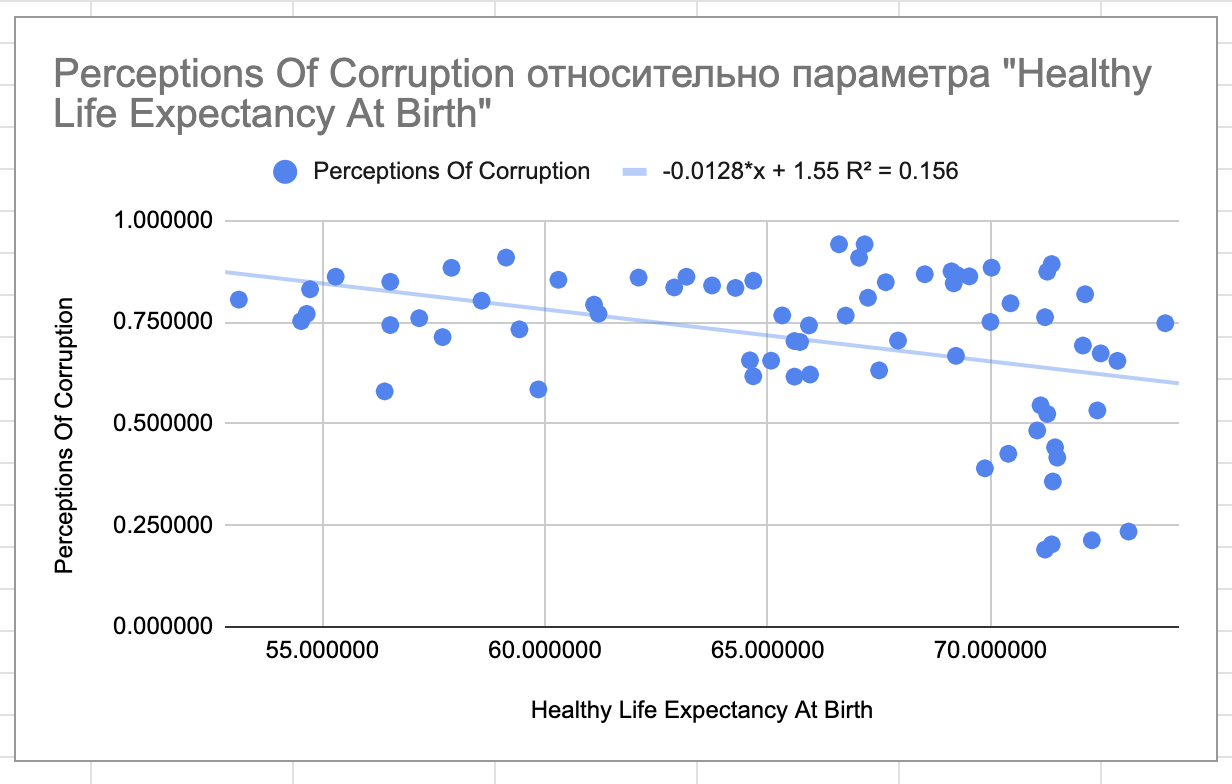 Perceptions Of Corruption относительно параметра "Healthy
Life Expectancy At Birth"
Perceptions Of Corruption -0.0128*x + 1.55 R² = 0.156
1.000000
0.750000
0.500000
0.250000
0.000000
Perceptions Of Corruption
55.000000 60.000000 65.000000 70.000000
Healthy Life Expectancy At Birth